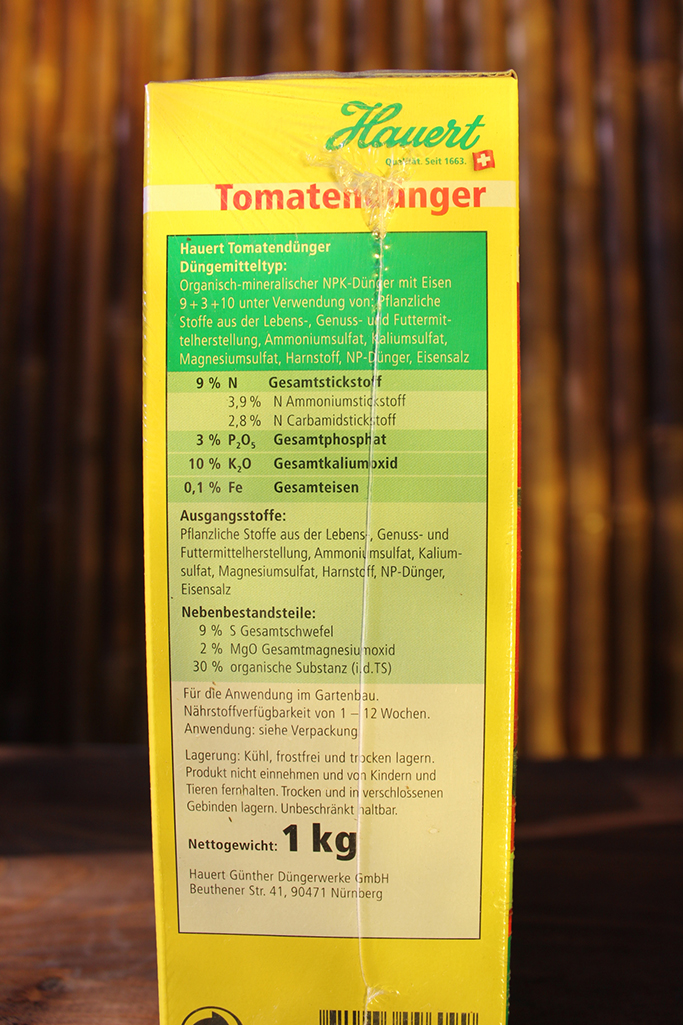 Hauert
Qualität. Seit 1663.
Tomatendünger
Hauert Tomatendünger
Düngemitteltyp:
Organisch-mineralischer NPK-Dünger mit Eisen
9+3+10 unter Verwendung von: Pflanzliche
Stoffe aus der Lebens-, Genuss- und Futtermit-
telherstellung, Ammoniumsulfat, Kaliumsulfat,
Magnesiumsulfat, Harnstoff, NP-Dünger, Eisensalz
9 % N Gesamtstickstoff
3,9 % N Ammoniumstickstoff
2,8 % N Carbamidstickstoff
3 % P₂O₅ Gesamtphosphat
10 % K₂O Gesamtkaliumoxid
0,1 % Fe Gesamteisen
Ausgangsstoffe:
Pflanzliche Stoffe aus der Lebens-, Genuss- und
Futtermittelherstellung, Ammoniumsulfat, Kalium-
sulfat, Magnesiumsulfat, Harnstoff, NP-Dünger,
Eisensalz
Nebenbestandsteile:
9 % S Gesamtschwefel
2 % MgO Gesamtmagnesiumoxid
30 % organische Substanz (i.d.TS)
Für die Anwendung im Gartenbau.
Nährstoffverfügbarkeit von 1 – 12 Wochen.
Anwendung: siehe Verpackung
Lagerung: Kühl, frostfrei und trocken lagern.
Produkt nicht einnehmen und von Kindern und
Tieren fernhalten. Trocken und in verschlossenen
Gebinden lagern. Unbeschränkt haltbar.
Nettogewicht: 1 kg
Hauert Günther Düngerwerke GmbH
Beuthener Str. 41, 90471 Nürnberg